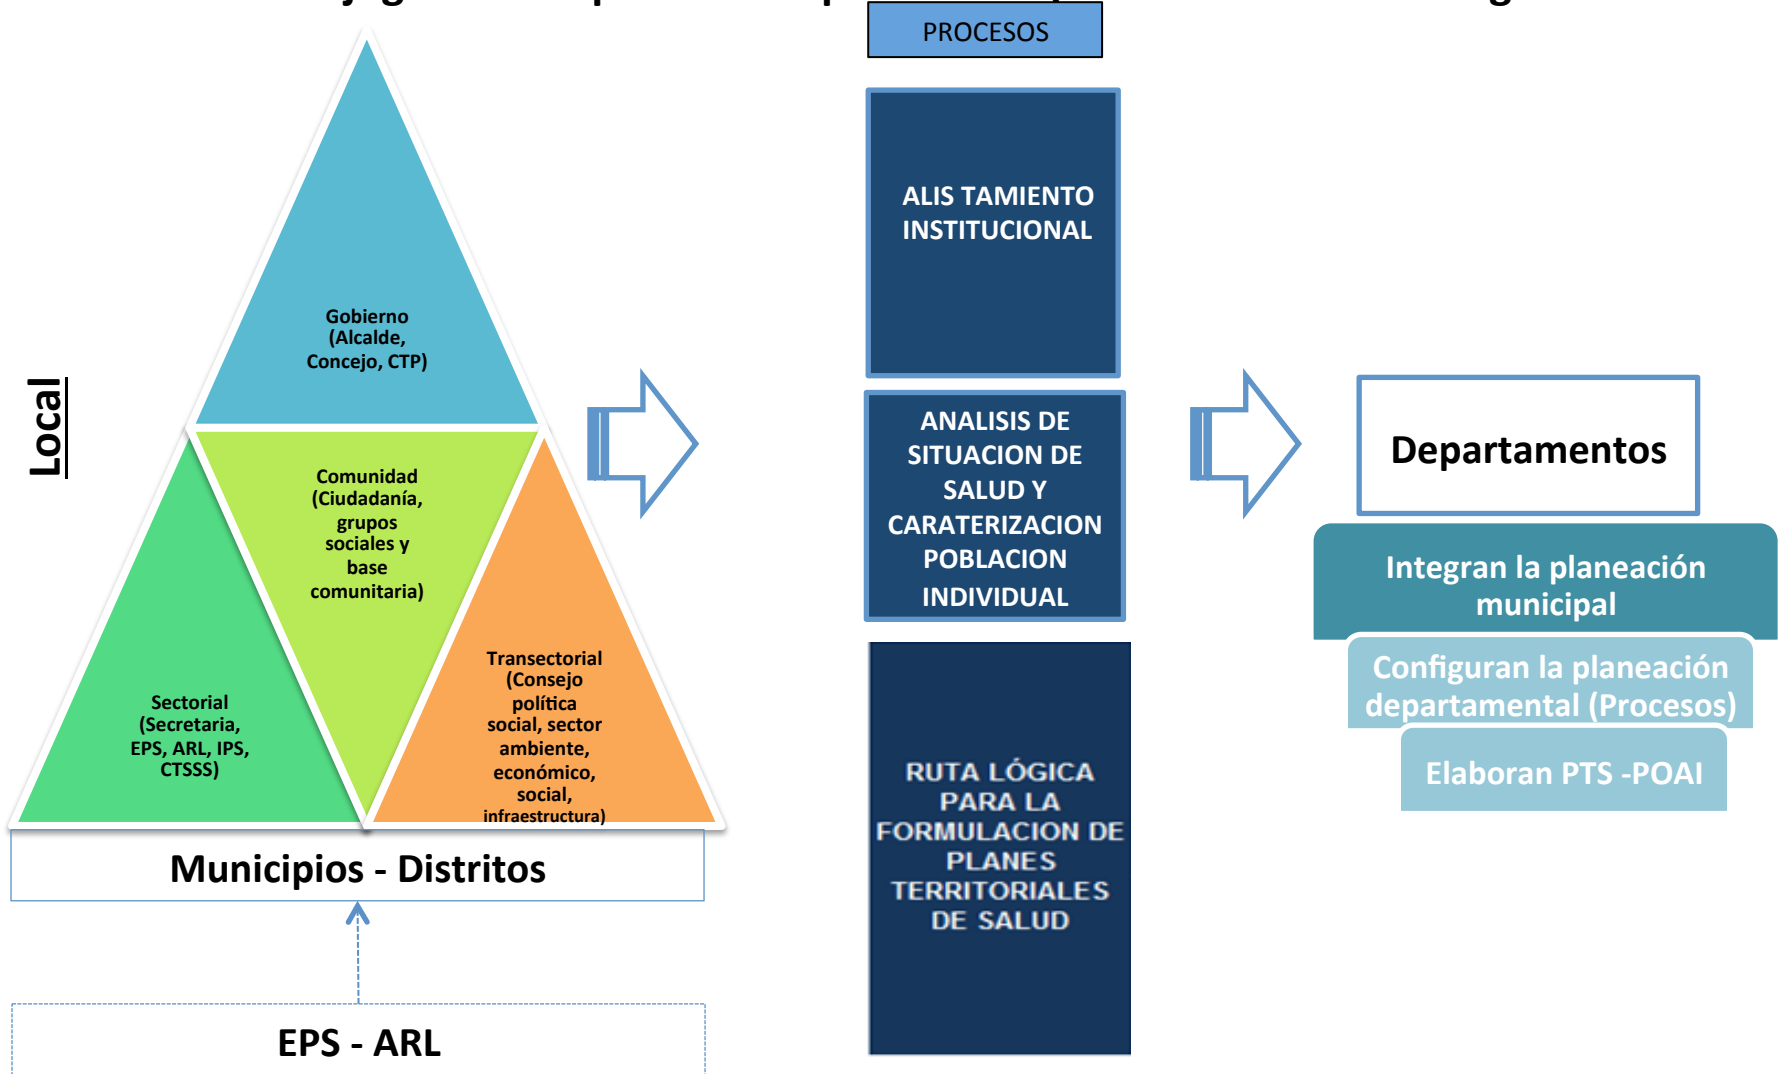 PROCESOS
Local
Gobierno
(Alcalde,
Concejo, CTP)
Comunidad
(Ciudadanía,
grupos
sociales y
base
comunitaria)
Sectorial
(Secretaria,
EPS, ARL, IPS,
CTSSS)
Transectorial
(Consejo
política
social, sector
ambiente,
económico,
social,
infraestructura)
Municipios - Distritos
EPS - ARL
ALIS TAMIENTO
INSTITUCIONAL
ANALISIS DE
SITUACION DE
SALUD Y
CARATERIZACION
POBLACION
INDIVIDUAL
RUTA LÓGICA
PARA LA
FORMULACION DE
PLANES
TERRITORIALES
DE SALUD
Departamentos
Integran la planeación
municipal
Configuran la planeación
departamental (Procesos)
Elaboran PTS -POAI